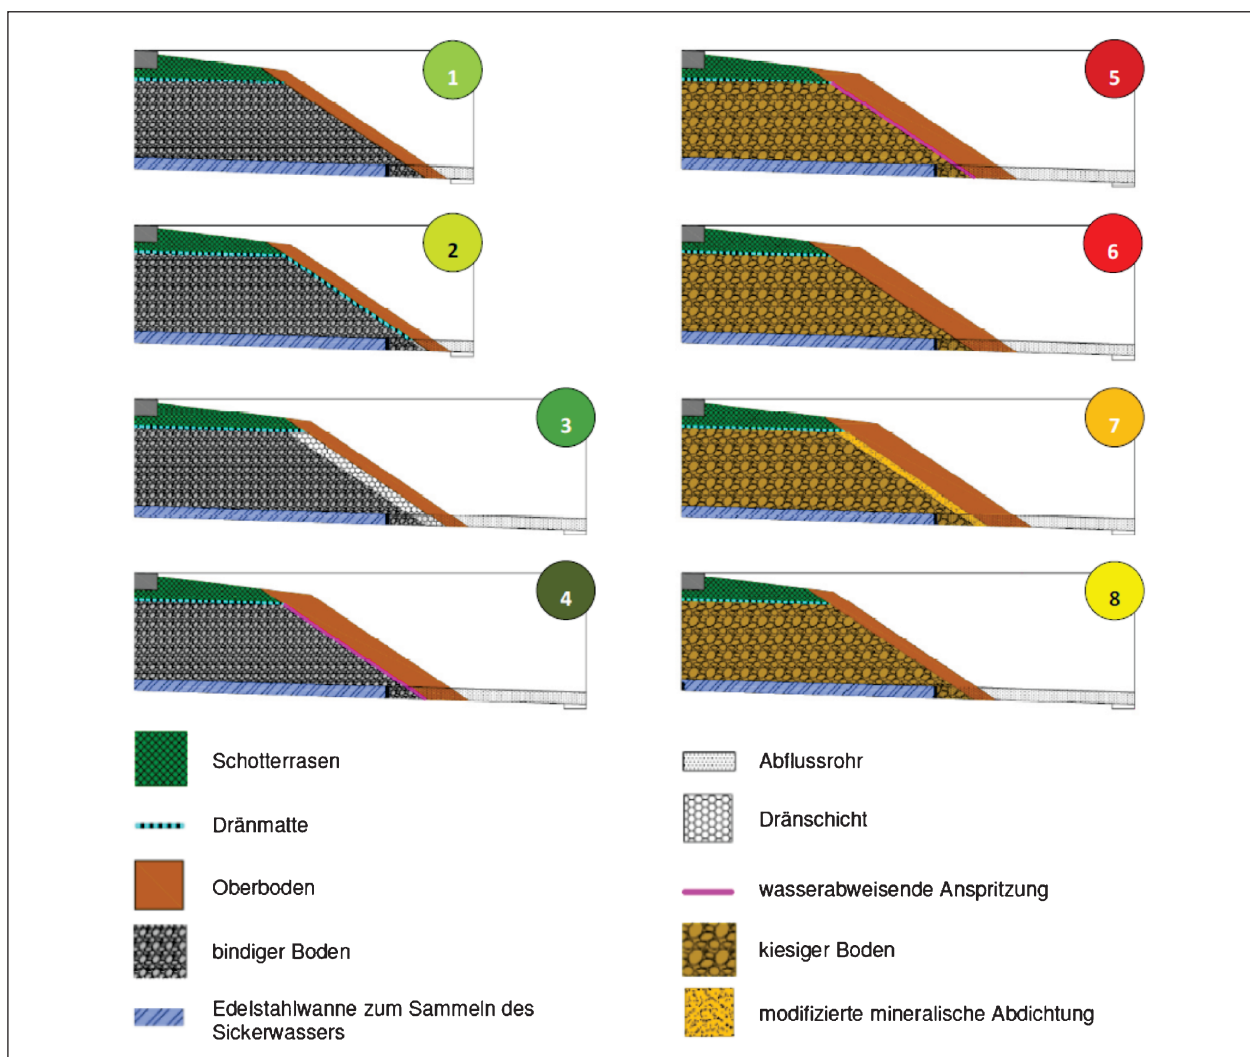 1
2
3
4
5
6
7
8
Schotterrasen
Dränmatte
Oberboden
bindiger Boden
Edelstahlwanne zum Sammeln des
Sickerwassers
Abflussrohr
Dränschicht
wasserabweisende Anspritzung
kiesiger Boden
modifizierte mineralische Abdichtung